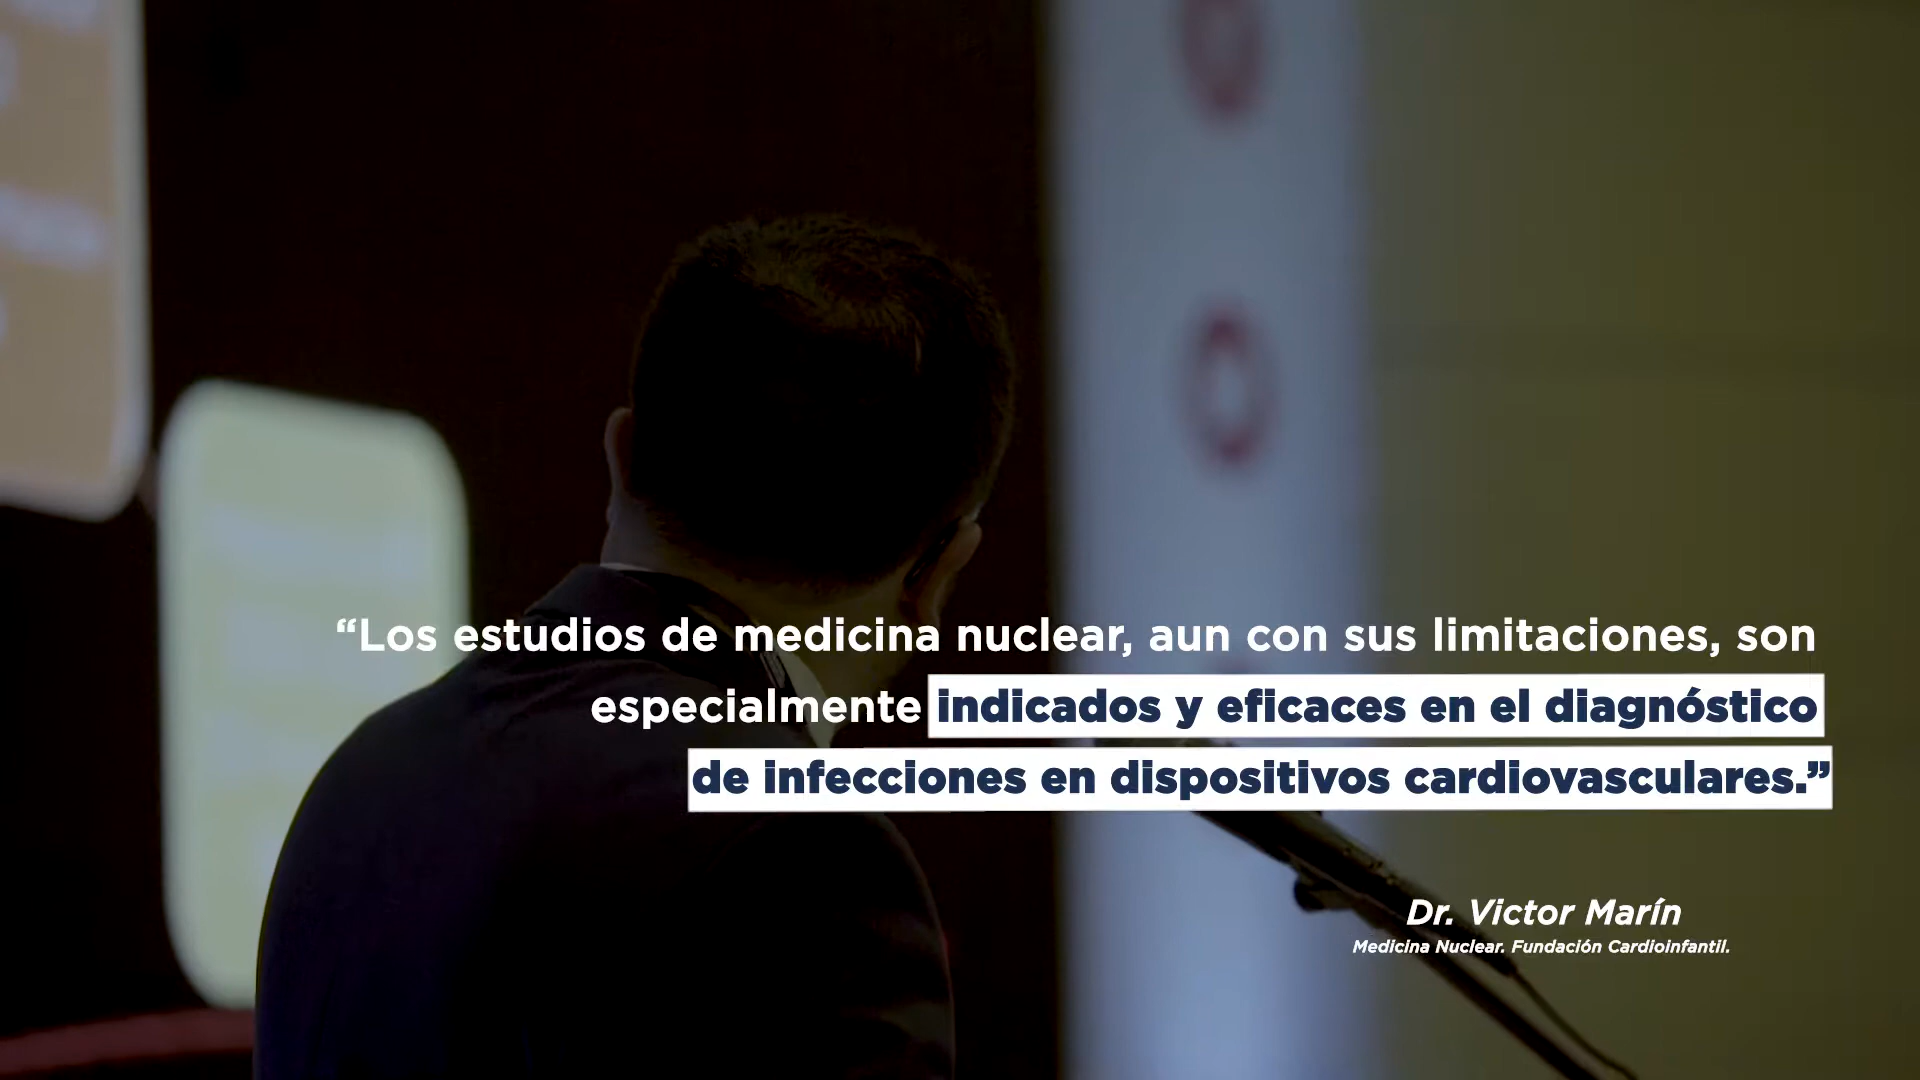 “Los estudios de medicina nuclear, aun con sus limitaciones, son
especialmente indicados y eficaces en el diagnóstico
de infecciones en dispositivos cardiovasculares.”
Dr. Victor Marín
Medicina Nuclear. Fundación Cardioinfantil.